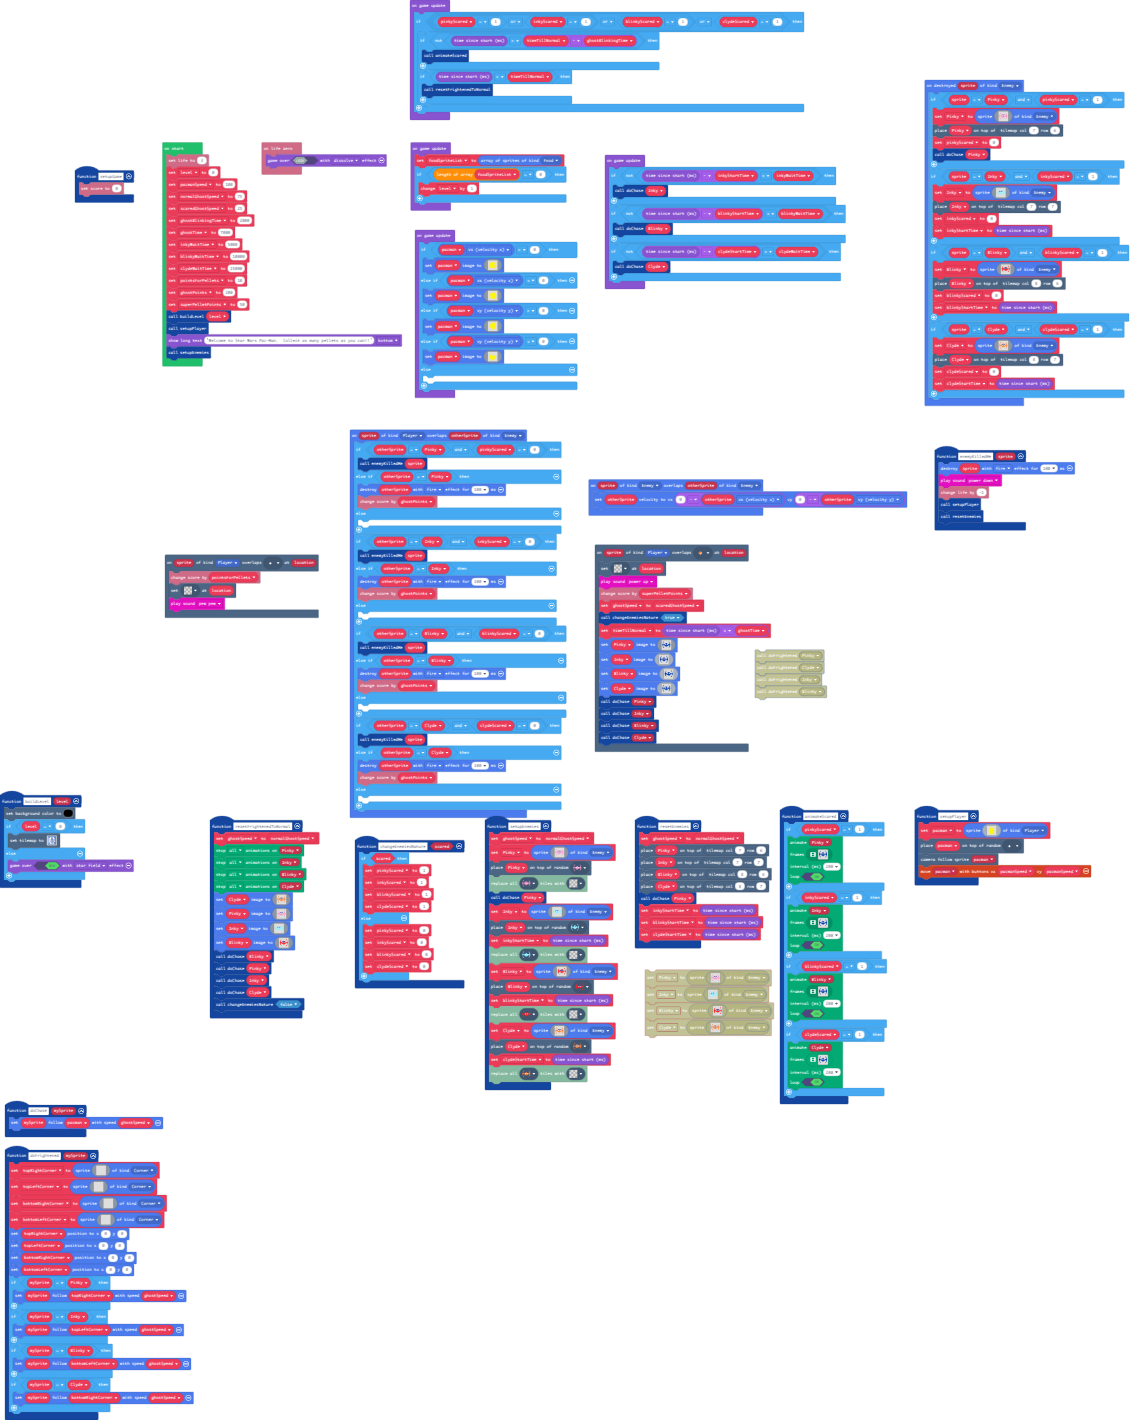 on game update
if pinkyScored = 1 or inkyScored = 1 or blinkyScored = 1 or clydeScored = 1 then
if not time since start (ms) < timeTillNormal - ghostBlinkingTime then
call animateScared
if time since start (ms) > timeTillNormal then
call resetFrightenedToNormal
function
set score to 0
on start
set life to
set level to 0
set pacmanSpeed to 100
set normalGhostSpeed to
set scaredGhostSpeed to
set ghostBlinkingTime to
set ghostTime to 7000
set inkyWaitTime to 5000
set blinkyWaitTime to 10000
set clydeWaitTime to 15000
set pointsForPellets to 10
set ghostPoints to 200
set superPelletPoints to 50
call buildLevel level
call setupPlayer
show long text "Welcome to Star Wars Pac-Man. Collect as many pellets as you can!!" bottom
call setupEnemies
on life zero
game over with dissolve effect
on game update
set foodSpriteList to array of sprites of kind Food
if length of array foodSpriteList = 0 then
change level by 1
on game update
if pacman vx (velocity x) 0 then
set pacman image to
else if pacman vx (velocity x) 0 then
set pacman image to
else if pacman vy (velocity y) 0 then
set pacman image to
else if pacman vy (velocity y) 0 then
set pacman image to
else
on game update
if not time since start (ms) - inkyStartTime < inkyWaitTime then
call doChase Inky
if not time since start (ms) - blinkyStartTime < blinkyWaitTime then
call doChase Blinky
if not time since start (ms) - clydeStartTime < clydeWaitTime then
call doChase Clyde
on destroyed sprite of kind Enemy
if sprite = Pinky and pinkyScored = 1 then
set Pinky to sprite of kind Enemy
place Pinky on top of tilemap col 7 row 6
set pinkyScored to 0
call doChase Pinky
if sprite = Inky and inkyScored = 1 then
set Inky to sprite of kind Enemy
place Inky on top of tilemap col 7 row 7
set inkyScored to 0
set inkyStartTime to time since start (ms)
if sprite = Blinky and blinkyScored = 1 then
set Blinky to sprite of kind Enemy
place Blinky on top of tilemap col row
set blinkyScored to 0
set blinkyStartTime to time since start (ms)
if sprite = Clyde and clydeScored = 1 then
set Clyde to sprite of kind Enemy
place Clyde on top of tilemap col row 7
set clydeScored to 0
set clydeStartTime to time since start (ms)
on sprite of kind Player overlaps otherSprite of kind Enemy
if otherSprite = Pinky and pinkyScored = 0 then
call enemyKilledMe sprite
else if otherSprite = Pinky then
destroy otherSprite with fire effect for 100 ms
change score by ghostPoints
else
if otherSprite = Inky and inkyScored = 0 then
call enemyKilledMe sprite
else if otherSprite = Inky then
destroy otherSprite with fire effect for 100 ms
change score by ghostPoints
else
if otherSprite = Blinky and blinkyScored = 0 then
call enemyKilledMe sprite
else if otherSprite = Blinky then
destroy otherSprite with fire effect for 100 ms
change score by ghostPoints
else
if otherSprite = Clyde and clydeScored = 0 then
call enemyKilledMe sprite
else if otherSprite = Clyde then
destroy otherSprite with fire effect for 100 ms
change score by ghostPoints
else
on sprite of kind Enemy overlaps otherSprite of kind Enemy
set otherSprite velocity to vx 0 - otherSprite vx (velocity x) vy 0 - otherSprite vy (velocity y)
function enemyKilledMe sprite
destroy sprite with fire effect for 100 ms
play sound power down
change life by -1
call setupPlayer
call resetEnemies
on sprite of kind Player overlaps at location
change score by pointsForPellets
set at location
play sound pew pew
on sprite of kind Player overlaps at location
set at location
play sound power up
change score by superPelletPoints
set ghostSpeed to scaredGhostSpeed
call changeEnemiesNature true
set timeTillNormal to time since start (ms) + ghostTime
set Pinky image to
set Inky image to
set Blinky image to
set Clyde image to
call doChase Pinky
call doChase Inky
call doChase Blinky
call doChase Clyde
call doFrightened Pinky
call doFrightened Clyde
call doFrightened Inky
call doFrightened Blinky
function buildLevel level
set background color to
if level = 0 then
set tilemap to
else
game over with star field effect
function resetFrightenedToNormal
set ghostSpeed to normalGhostSpeed
stop all animations on Pinky
stop all animations on Inky
stop all animations on Blinky
stop all animations on Clyde
set Clyde image to
set Pinky image to
set Inky image to
set Blinky image to
call doChase Blinky
call doChase Pinky
call doChase Inky
call doChase Clyde
call changeEnemiesNature false
function changeEnemiesNature scared
if scared then
set pinkyScored to 1
set inkyScored to 1
set blinkyScored to 1
set clydeScored to 1
else
set pinkyScored to 0
set inkyScored to 0
set blinkyScored to 0
set clydeScored to 0
function setupEnemies
set ghostSpeed to normalGhostSpeed
set Pinky to sprite of kind Enemy
place Pinky on top of random
replace all tiles with
call doChase Pinky
set Inky to sprite of kind Enemy
place Inky on top of random
set inkyStartTime to time since start (ms)
replace all tiles with
set Blinky to sprite of kind Enemy
place Blinky on top of random
set blinkyStartTime to time since start (ms)
replace all tiles with
set Clyde to sprite of kind Enemy
place Clyde on top of random
set clydeStartTime to time since start (ms)
replace all tiles with
function resetEnemies
set ghostSpeed to normalGhostSpeed
place Pinky on top of tilemap col 7 row 6
place Inky on top of tilemap col 7 row 7
place Blinky on top of tilemap col row
place Clyde on top of tilemap col row 7
call doChase Pinky
set inkyStartTime to time since start (ms)
set blinkyStartTime to time since start (ms)
set clydeStartTime to time since start (ms)
set Pinky to sprite of kind Enemy
set Inky to sprite of kind Enemy
set Blinky to sprite of kind Enemy
set Clyde to sprite of kind Enemy
function animateScared
if pinkyScored = 1 then
animate Pinky
frames
interval (ms) 200
loop
if inkyScored = 1 then
animate Inky
frames
interval (ms) 200
loop
if blinkyScored = 1 then
animate Blinky
frames
interval (ms) 200
loop
if clydeScored = 1 then
animate Clyde
frames
interval (ms) 200
loop
function setupPlayer
set pacman to sprite of kind Player
place pacman on top of random
camera follow sprite pacman
move pacman with buttons vx pacmanSpeed vy pacmanSpeed
function doChase mySprite
set mySprite follow pacman with speed ghostSpeed
function doFrightened mySprite
set topRightCorner to sprite of kind Corner
set topLeftCorner to sprite of kind Corner
set bottomRightCorner to sprite of kind Corner
set bottomLeftCorner to sprite of kind Corner
set topRightCorner position to x 0 y 0
set topLeftCorner position to x 0 y 0
set bottomRightCorner position to x 0 y 0
set bottomLeftCorner position to x 0 y 0
if mySprite = Pinky then
set mySprite follow topRightCorner with speed ghostSpeed
if mySprite = Inky then
set mySprite follow topLeftCorner with speed ghostSpeed
if mySprite = Blinky then
set mySprite follow bottomLeftCorner with speed ghostSpeed
if mySprite = Clyde then
set mySprite follow bottomRightCorner with speed ghostSpeed